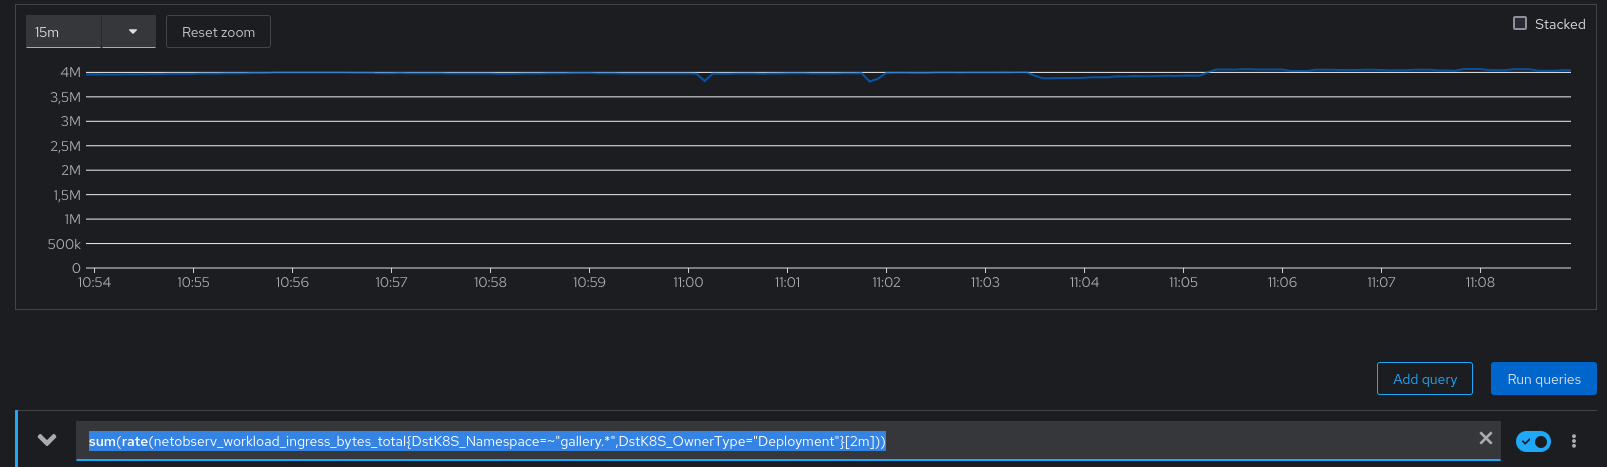 15m Reset zoom Stacked
4M
3,5M
3M
2,5M
2M
1,5M
1M
500k
0
10:54 10:55 10:56 10:57 10:58 10:59 11:00 11:01 11:02 11:03 11:04 11:05 11:06 11:07 11:08
Add query Run queries
sum(rate(netobserv_workload_ingress_bytes_total{DstK8S_Namespace=~"gallery.*",DstK8S_OwnerType="Deployment"}[2m]))